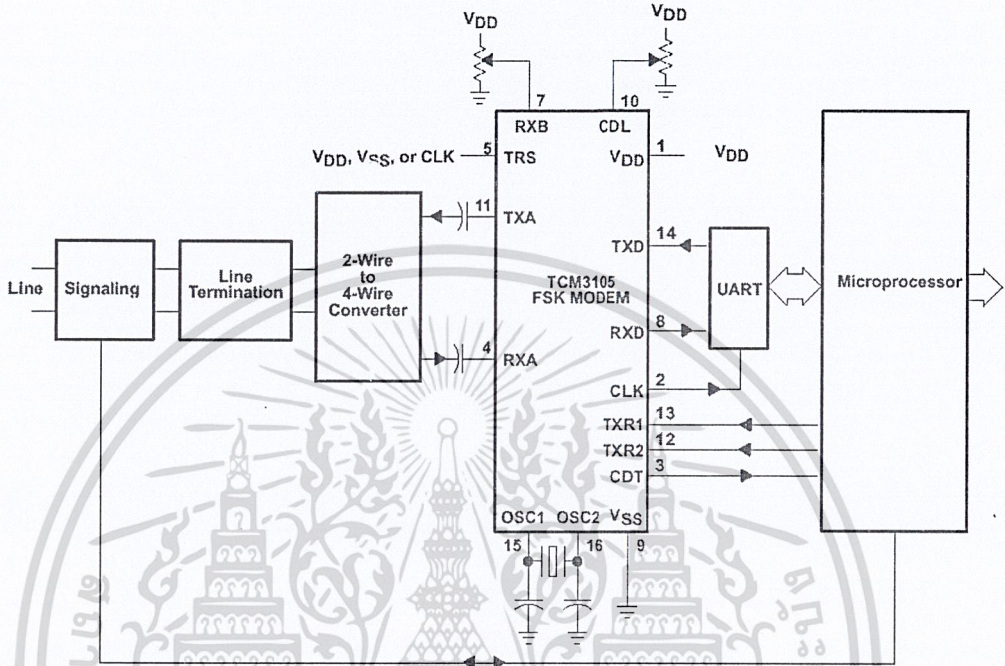 VDD
VDD
7
10
RXB
CDL
VDD, VSS, or CLK
5
TRS
VDD
1
VDD
11
TXA
TXD
14
Line
Signaling
Line
Termination
2-Wire
to
4-Wire
Converter
TCM3105
FSK MODEM
UART
Microprocessor
RXD
8
4
RXA
CLK
2
TXR1
13
TXR2
12
CDT
3
OSC1
OSC2
VSS
15
16
9